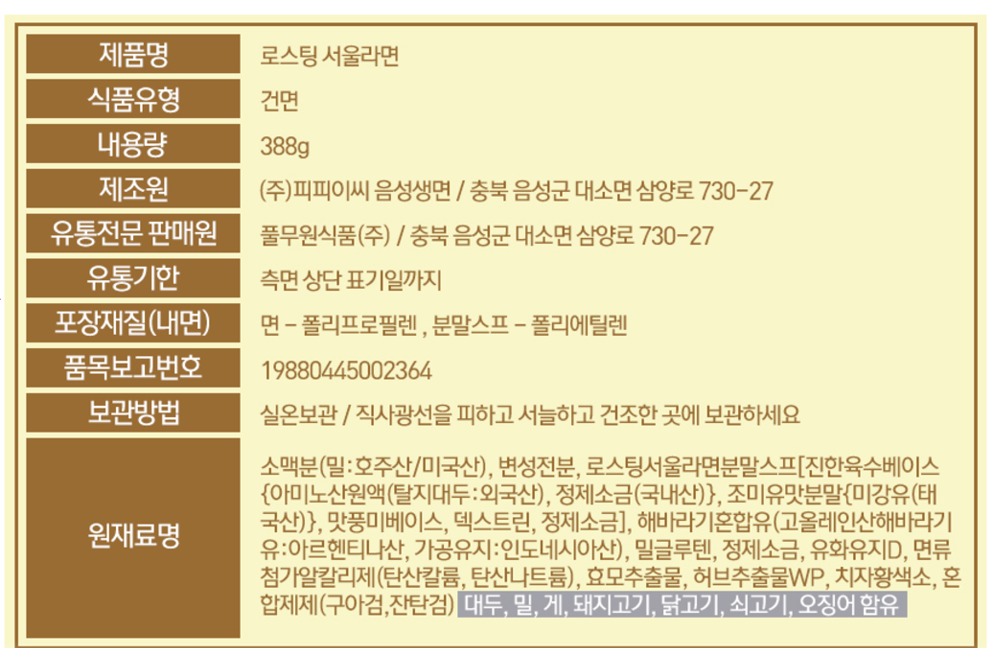 제품명 로스팅 서울라면
식품유형 건면
내용량 388g
제조원 (주)피피이씨 음성생면 / 충북 음성군 대소면 삼양로 730-27
유통전문 판매원 풀무원식품(주) / 충북 음성군 대소면 삼양로 730-27
유통기한 측면 상단 표기일까지
포장재질(내면) 면 - 폴리프로필렌 , 분말스프 - 폴리에틸렌
품목보고번호 19880445002364
보관방법 실온보관 / 직사광선을 피하고 서늘하고 건조한 곳에 보관하세요
원재료명
소맥분(밀:호주산/미국산), 변성전분, 로스팅서울라면분말스프[진한육수베이스
{아미노산원액(탈지대두:외국산), 정제소금(국내산)}, 조미유맛분말{미강유(태
국산)}, 맛풍미베이스, 덱스트린, 정제소금], 해바라기혼합유(고올레인산해바라기
유:아르헨티나산, 가공유지:인도네시아산), 밀글루텐, 정제소금, 유화유지D, 면류
첨가알칼리제(탄산칼륨, 탄산나트륨), 효모추출물, 허브추출물WP, 치자황색소, 혼
합제제(구아검,잔탄검) 대두, 밀, 게, 돼지고기, 닭고기, 쇠고기, 오징어 함유